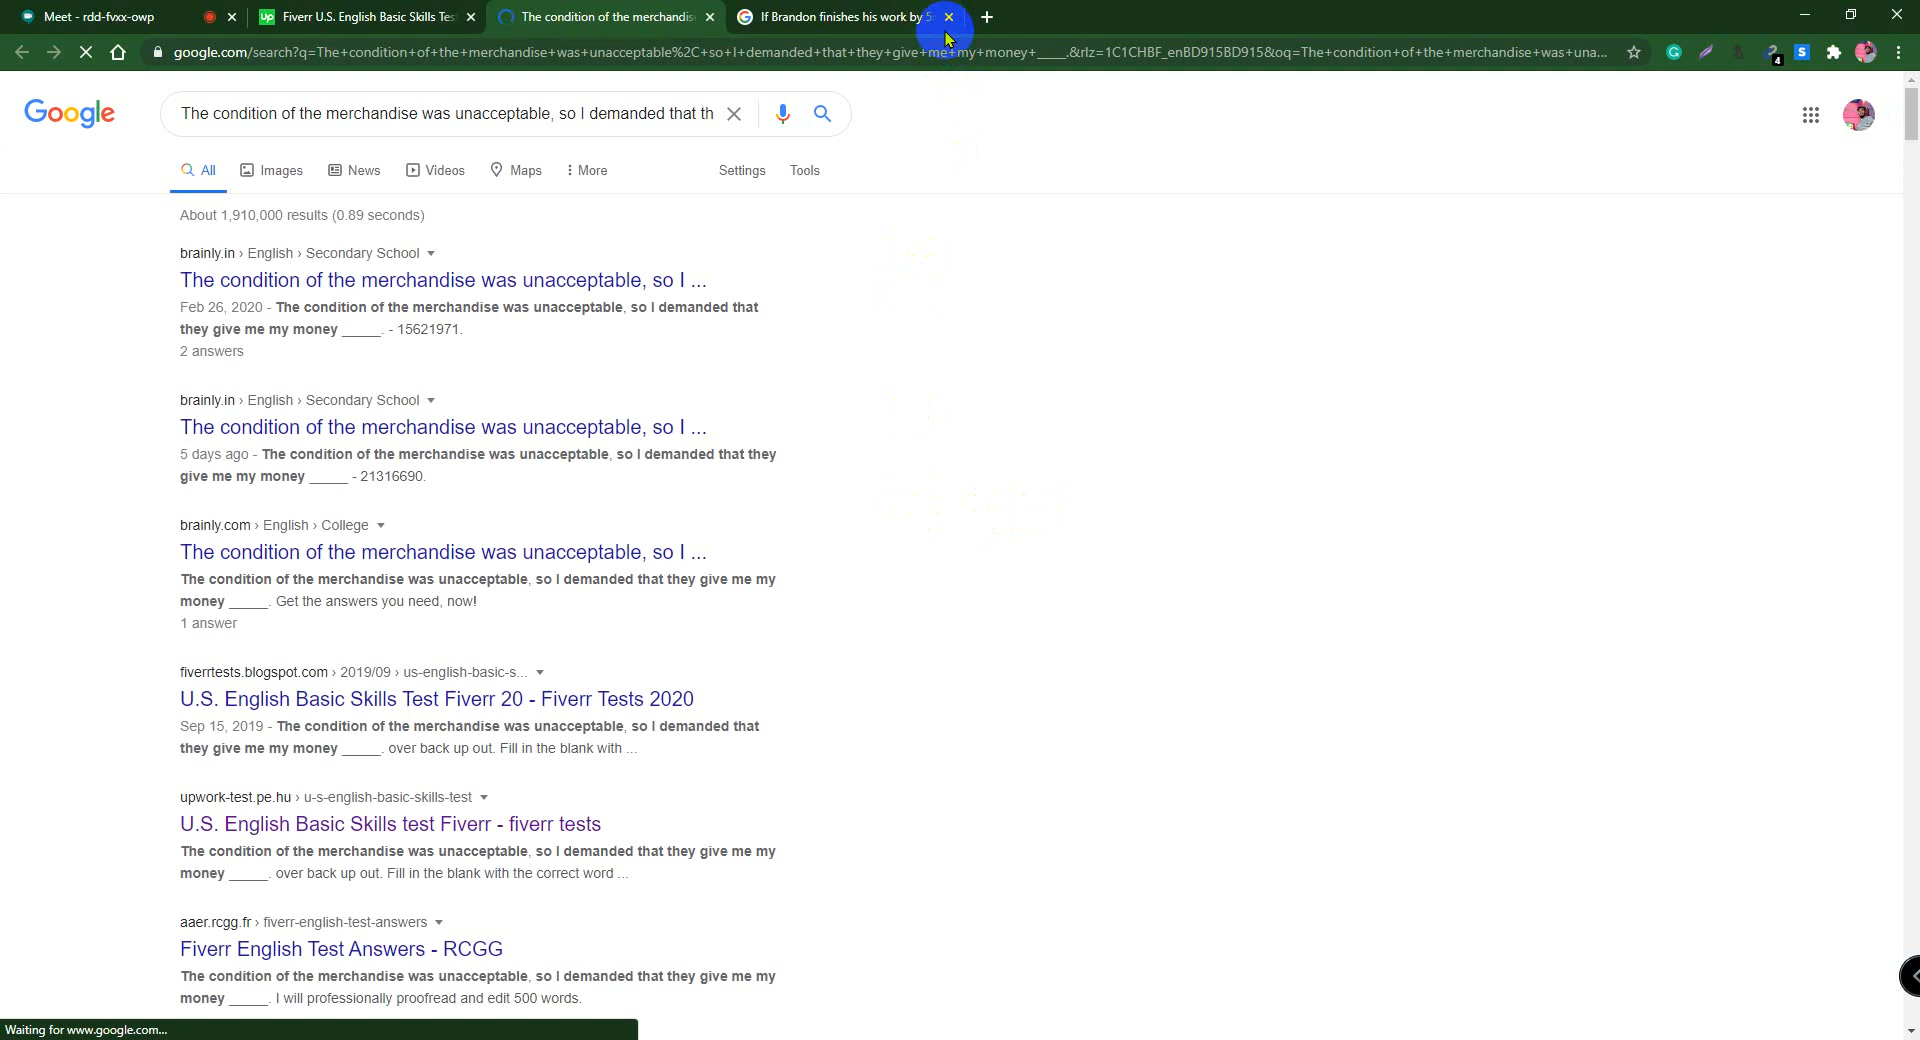 Meet - rdd-fvxx-owp
Up Fiverr U.S. English Basic Skills Tes
The condition of the merchandis
If Brandon finishes his work by 5
google.com/search?q=The+condition+of+the+merchandise+was+unacceptable%2C+so+I+demanded+that+they+give+me+my+money+____.&rlz=1C1CHBF_enBD915BD915&oq=The+condition+of+the+merchandise+was+una...
4
S
Google
The condition of the merchandise was unacceptable, so I demanded that th
All
Images
News
Videos
Maps
More
Settings
Tools
About 1,910,000 results (0.89 seconds)
brainly.in › English › Secondary School
The condition of the merchandise was unacceptable, so I ...
Feb 26, 2020 - The condition of the merchandise was unacceptable, so I demanded that
they give me my money _____. - 15621971.
2 answers
brainly.in › English › Secondary School
The condition of the merchandise was unacceptable, so I ...
5 days ago - The condition of the merchandise was unacceptable, so I demanded that they
give me my money _____ - 21316690.
brainly.com › English › College
The condition of the merchandise was unacceptable, so I ...
The condition of the merchandise was unacceptable, so I demanded that they give me my
money _____. Get the answers you need, now!
1 answer
fiverrtests.blogspot.com › 2019/09 › us-english-basic-s...
U.S. English Basic Skills Test Fiverr 20 - Fiverr Tests 2020
Sep 15, 2019 - The condition of the merchandise was unacceptable, so I demanded that
they give me my money _____. over back up out. Fill in the blank with ...
upwork-test.pe.hu › u-s-english-basic-skills-test
U.S. English Basic Skills test Fiverr - fiverr tests
The condition of the merchandise was unacceptable, so I demanded that they give me my
money _____. over back up out. Fill in the blank with the correct word ...
aaer.rcgg.fr › fiverr-english-test-answers
Fiverr English Test Answers - RCGG
The condition of the merchandise was unacceptable, so I demanded that they give me my
money _____. I will professionally proofread and edit 500 words.
Waiting for www.google.com...